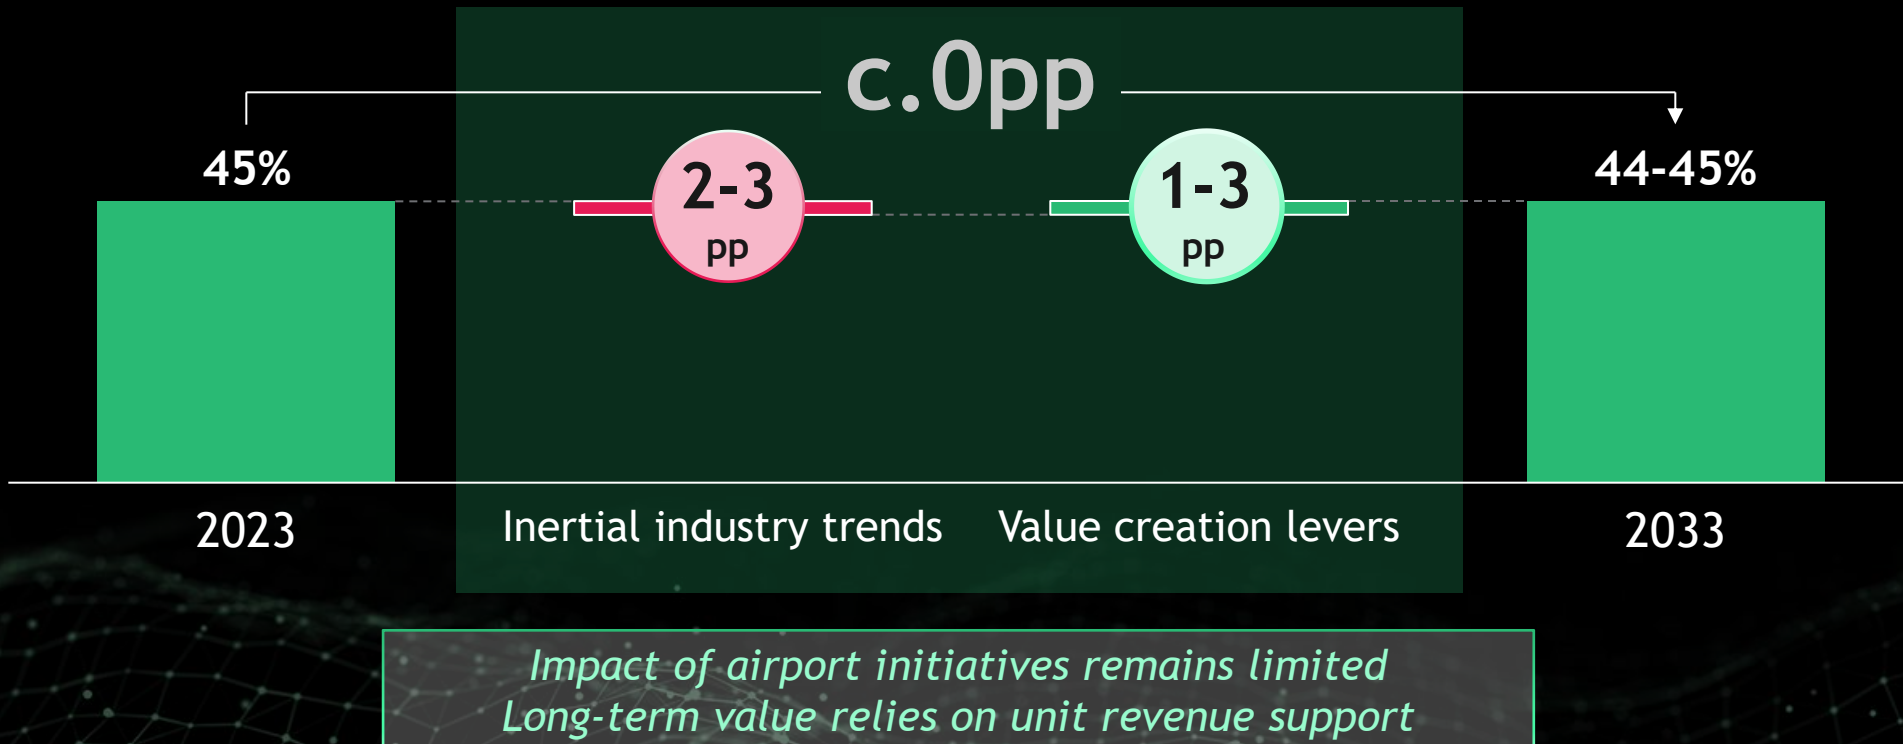 c.0pp
45%
2-3
pp
1-3
pp
44-45%
2023
Inertial industry trends
Value creation levers
2033
Impact of airport initiatives remains limited
Long-term value relies on unit revenue support